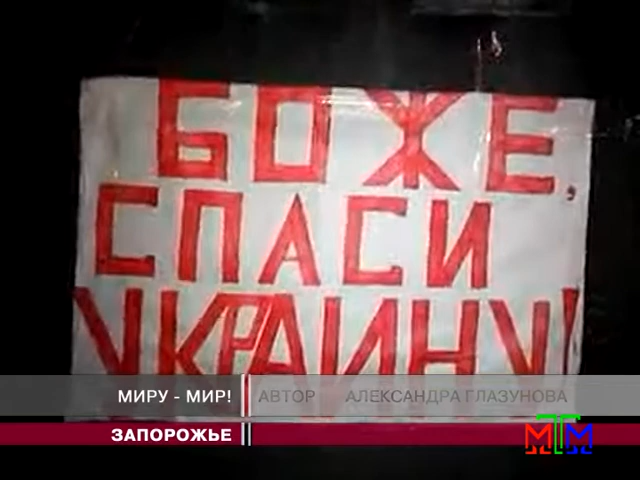 БОЖЕ,
СПАСИ
УКРАИНУ!
МИРУ - МИР! АВТОР АЛЕКСАНДРА ГЛАЗУНОВА
ЗАПОРОЖЬЕ
МТМ